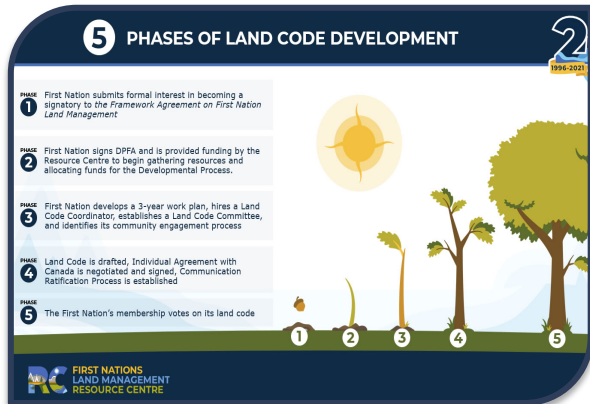 5 PHASES OF LAND CODE DEVELOPMENT
2
1996-2021
PHASE
1
First Nation submits formal interest in becoming a
signatory to the Framework Agreement on First Nation
Land Management
PHASE
2
First Nation signs DPFA and is provided funding by the
Resource Centre to begin gathering resources and
allocating funds for the Developmental Process.
PHASE
3
First Nation develops a 3-year work plan, hires a Land
Code Coordinator, establishes a Land Code Committee,
and identifies its community engagement process
PHASE
4
Land Code is drafted, Individual Agreement with
Canada is negotiated and signed, Communication
Ratification Process is established
PHASE
5
The First Nation's membership votes on its land code
1 2 3 4 5
RC
FIRST NATIONS
LAND MANAGEMENT
RESOURCE CENTRE